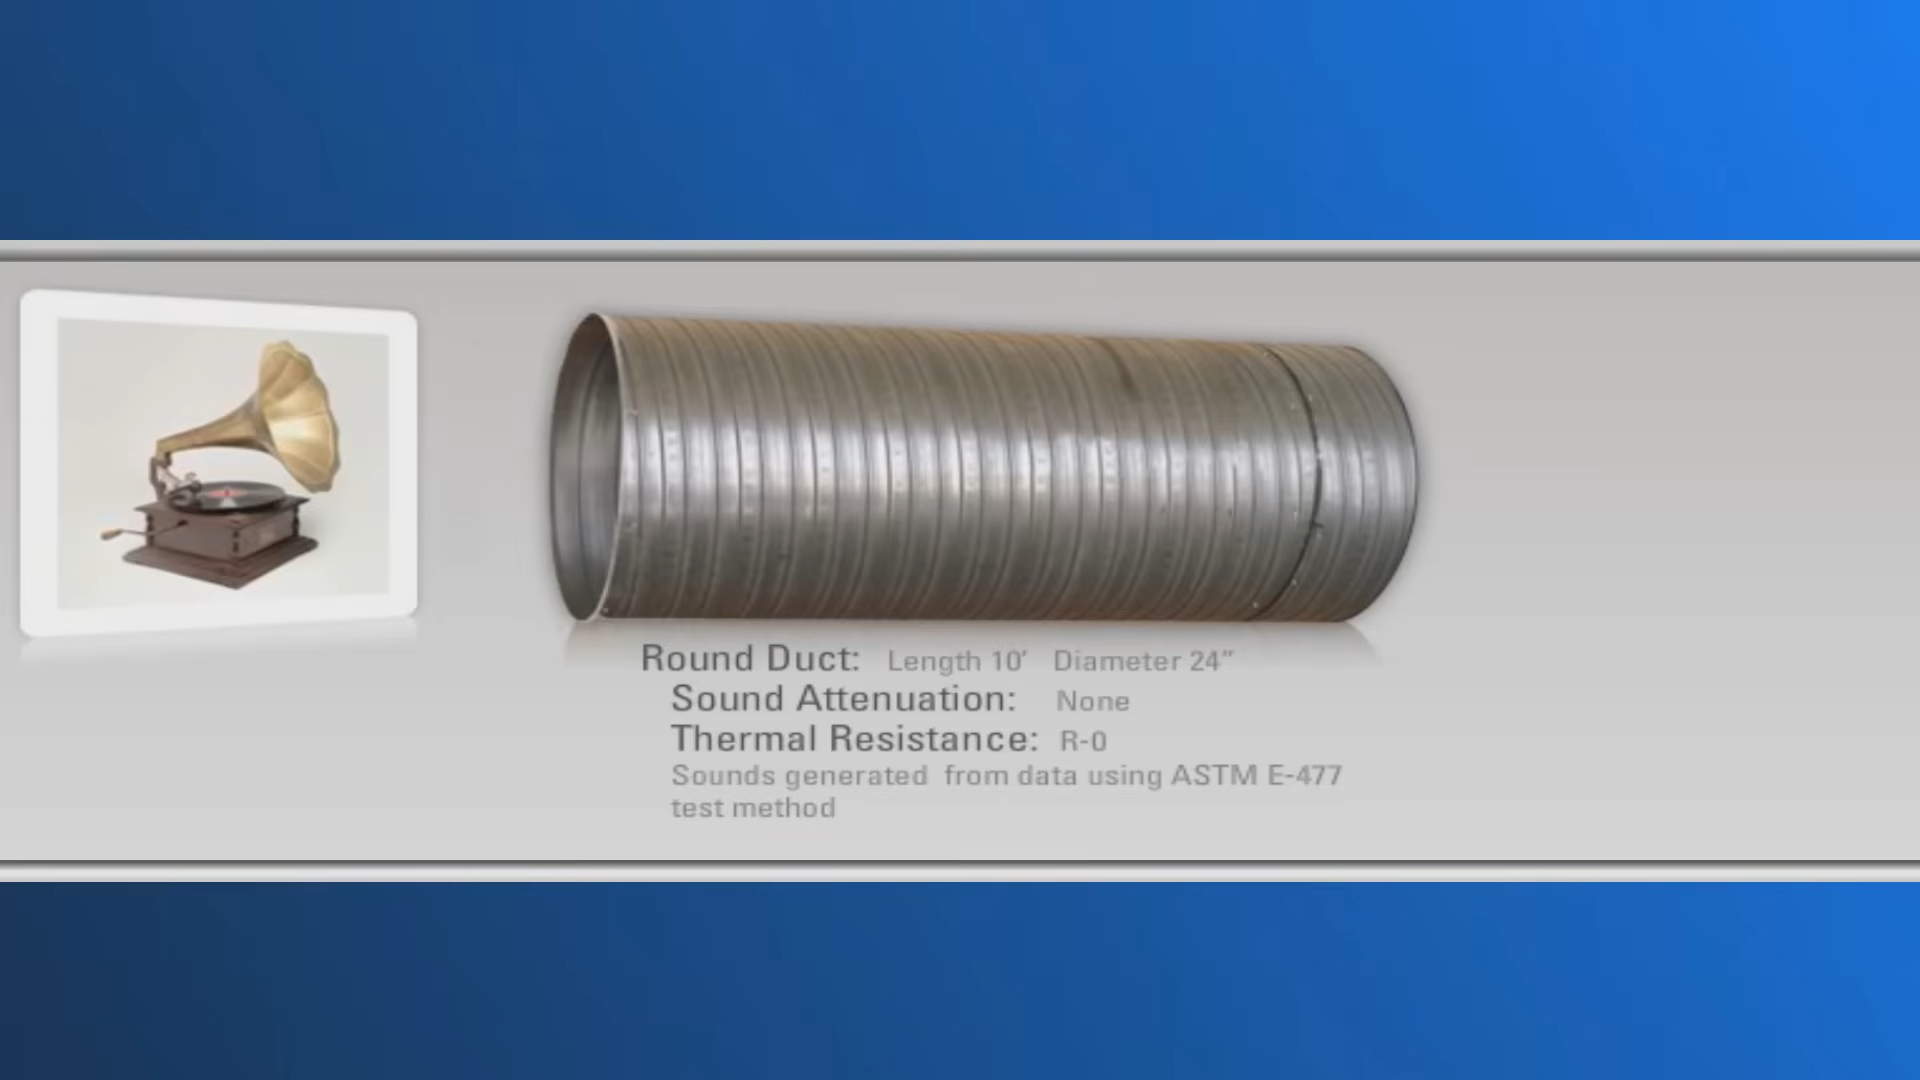 Round Duct: Length 10′ Diameter 24″
Sound Attenuation: None
Thermal Resistance: R-0
Sounds generated from data using ASTM E-477
test method